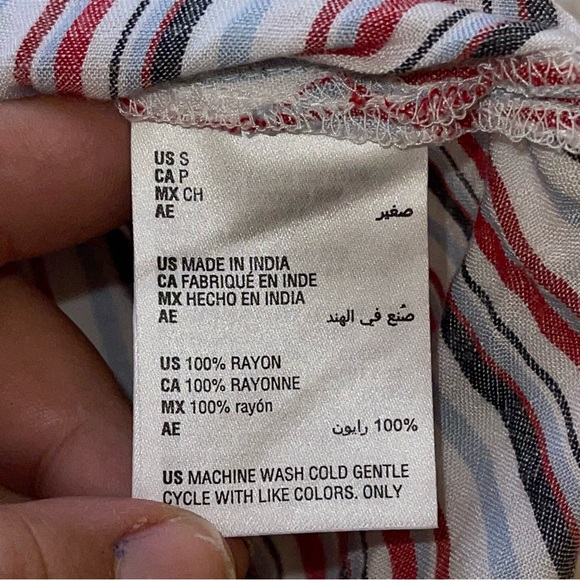 US S
CA P
MX CH
AE صغير
US MADE IN INDIA
CA FABRIQUÉ EN INDE
MX HECHO EN INDIA
AE صُنع في الهند
US 100% RAYON
CA 100% RAYONNE
MX 100% rayón
AE 100% رايون
US MACHINE WASH COLD GENTLE
CYCLE WITH LIKE COLORS. ONLY